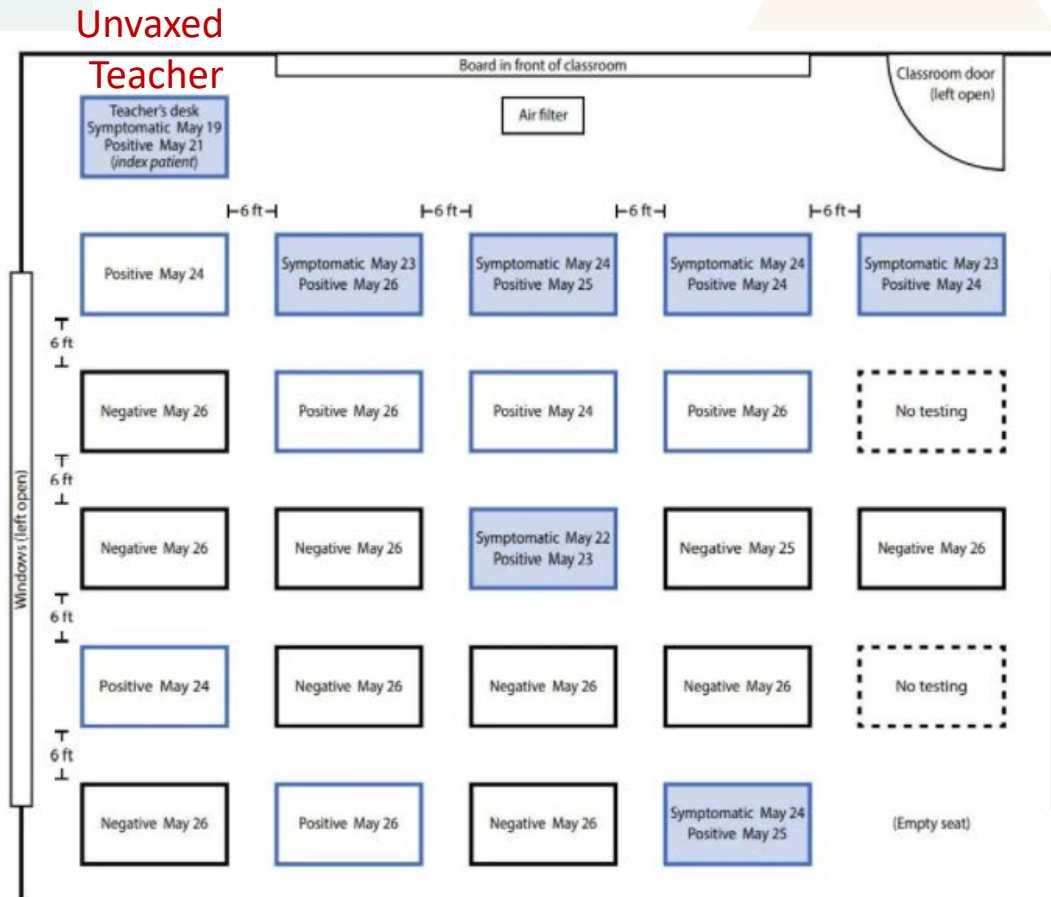 Unvaxed
Teacher
Board in front of classroom
Classroom door
(left open)
Teacher's desk
Symptomatic May 19
Positive May 21
(index patient)
Air filter
6 ft
6 ft
6 ft
6 ft
Positive May 24
Symptomatic May 23
Positive May 26
Symptomatic May 24
Positive May 25
Symptomatic May 24
Positive May 24
Symptomatic May 23
Positive May 24
6 ft
Negative May 26
Positive May 26
Positive May 24
Positive May 26
No testing
6 ft
Windows (left open)
Negative May 26
Negative May 26
Symptomatic May 22
Positive May 23
Negative May 25
Negative May 26
6 ft
Positive May 24
Negative May 26
Negative May 26
Negative May 26
No testing
6 ft
Negative May 26
Positive May 26
Negative May 26
Symptomatic May 24
Positive May 25
(Empty seat)